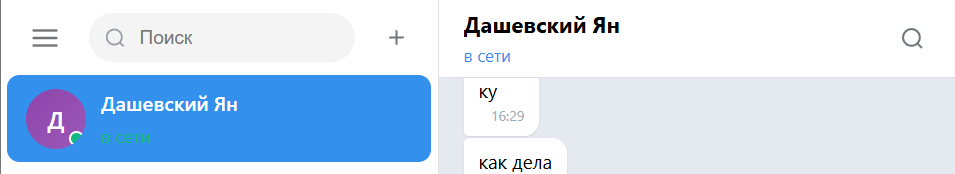 Поиск
Дашевский Ян
Д
в сети
Дашевский Ян
в сети
ку
16:29
как дела